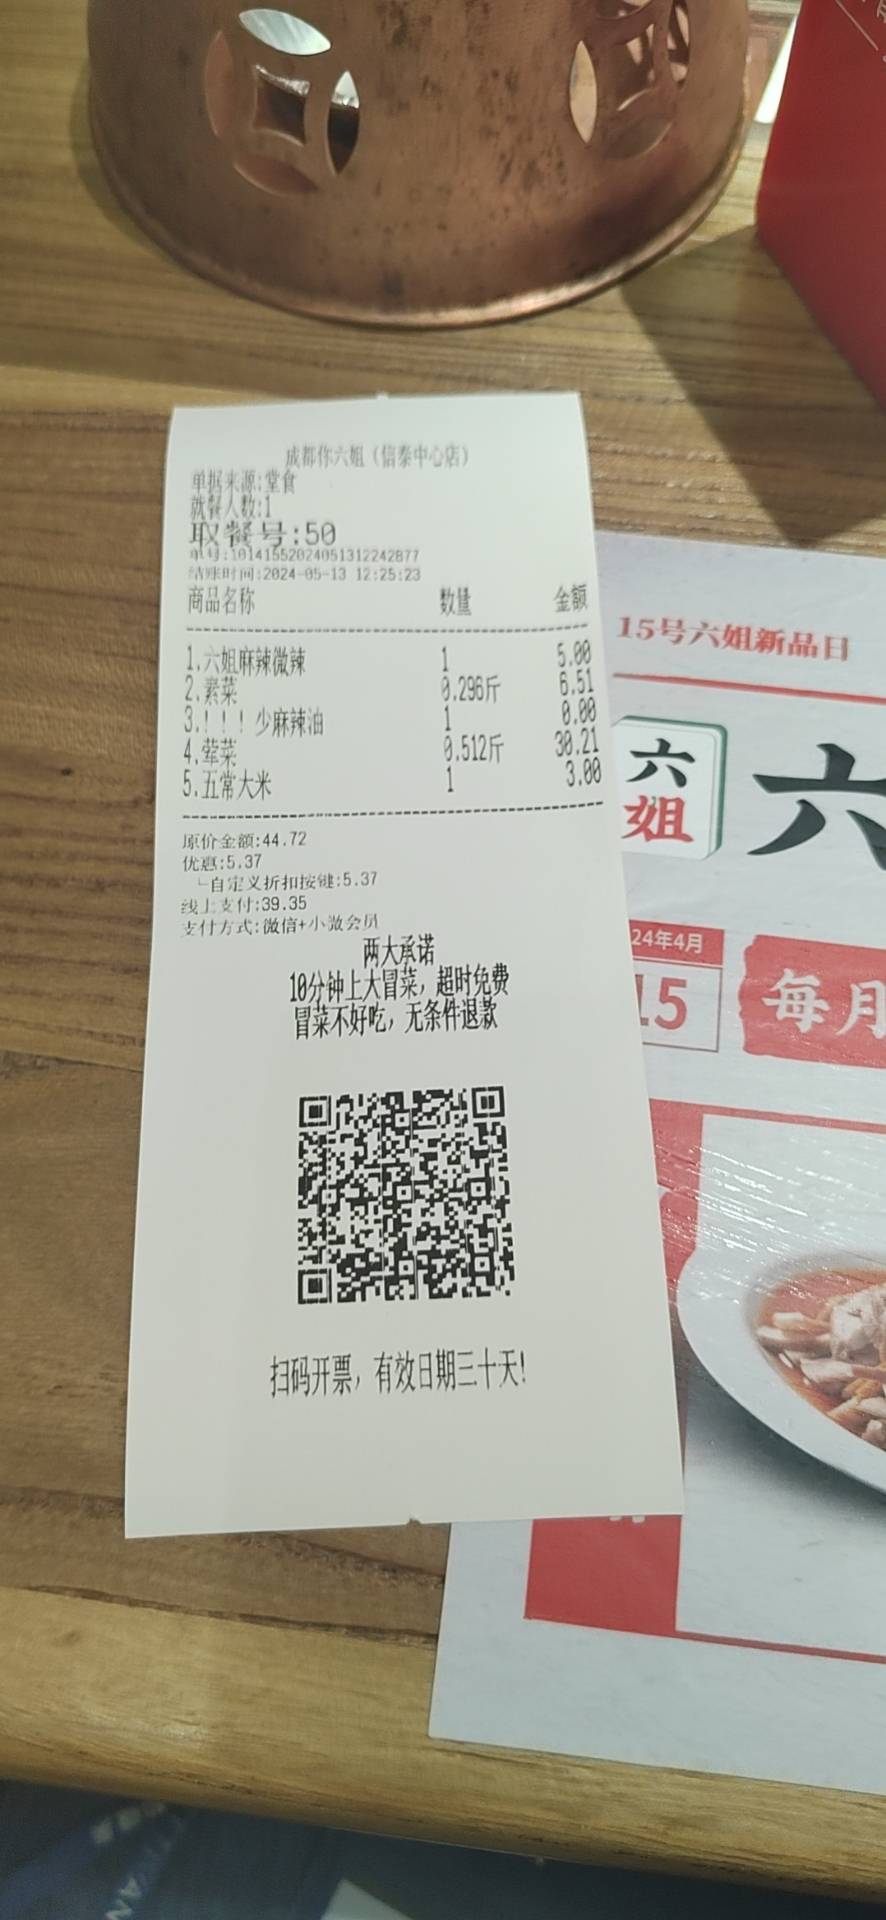 成都你六姐（信泰中心店）
单据来源:堂食
就餐人数:1
取餐号:50
单号:10141552024051312242877
结账时间:2024-05-13 12:25:23
商品名称 数量 金额
1.六姐麻辣微辣 1 5.00
2.素菜 0.296斤 6.51
3.！！！少麻辣油 1 0.00
4.荤菜 0.512斤 30.21
5.五常大米 1 3.00
原价金额:44.72
优惠:5.37
└自定义折扣按键:5.37
线上支付:39.35
支付方式:微信+小微会员
两大承诺
10分钟上大冒菜，超时免费
冒菜不好吃，无条件退款
扫码开票，有效日期三十天!
15号六姐新品日
六姐
六
24年4月
15
每月